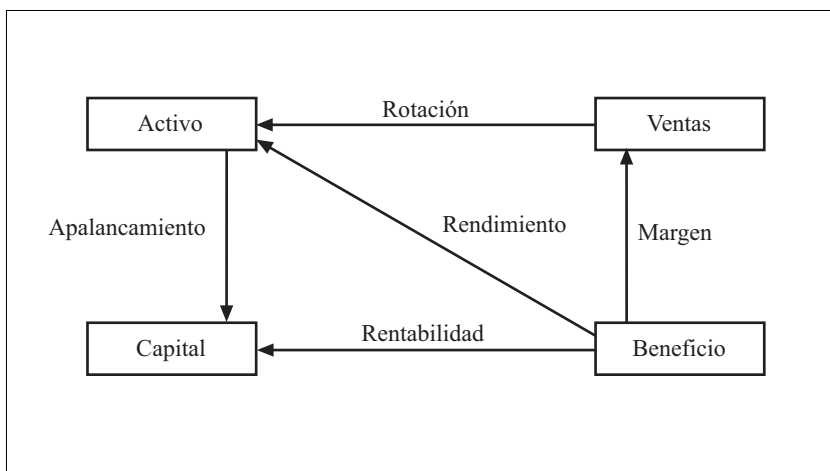 Rotación
Activo
Ventas
Apalancamiento
Rendimiento
Margen
Rentabilidad
Capital
Beneficio